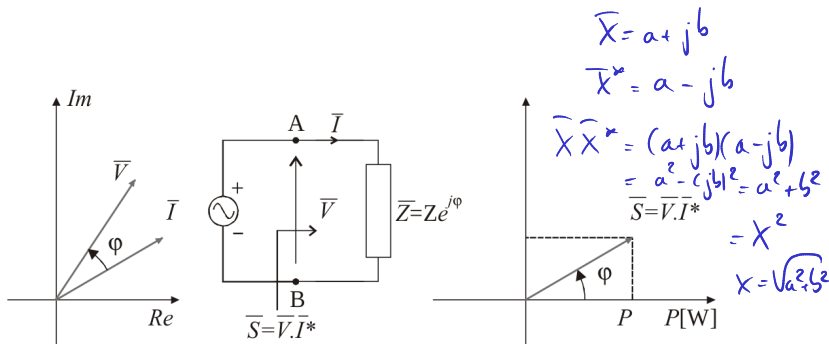 Im
V̅
I̅
φ
Re
A
I̅
+
−
V̅
Z̅=Ze^{jφ}
B
S̅=V̅.I̅*
X̅ = a + jb
X̅* = a - jb
X̅ X̅* = (a+jb)(a-jb)
= a² - (jb)² = a² + b²
S̅=V̅.I̅*
= X²
X = √(a²+b²)
φ
P
P[W]